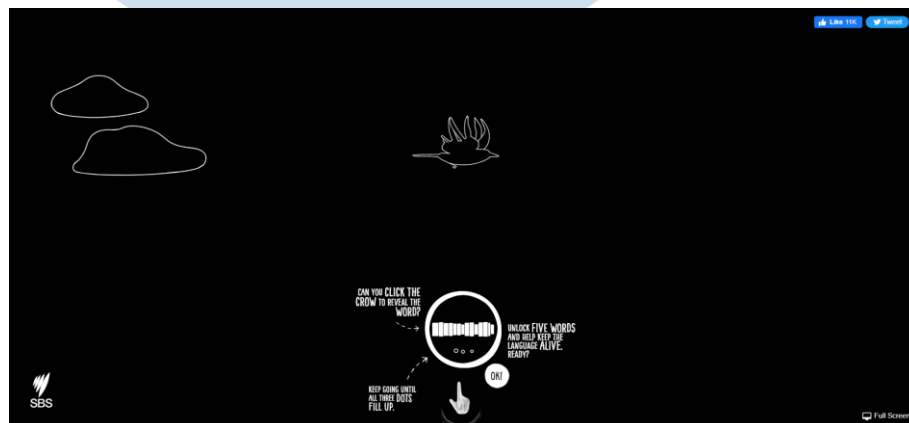 Like 11K
Tweet
CAN YOU CLICK THE
CROW TO REVEAL THE
WORD?
UNLOCK FIVE WORDS
AND HELP KEEP THE
LANGUAGE ALIVE.
READY?
OK!
KEEP GOING UNTIL
ALL THREE DOTS
FILL UP.
SBS
Full Screen